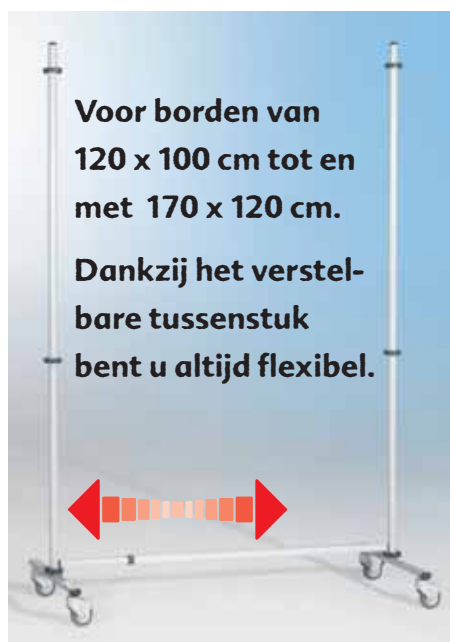 Voor borden van
120 x 100 cm tot en
met 170 x 120 cm.
Dankzij het verstel-
bare tussenstuk
bent u altijd flexibel.